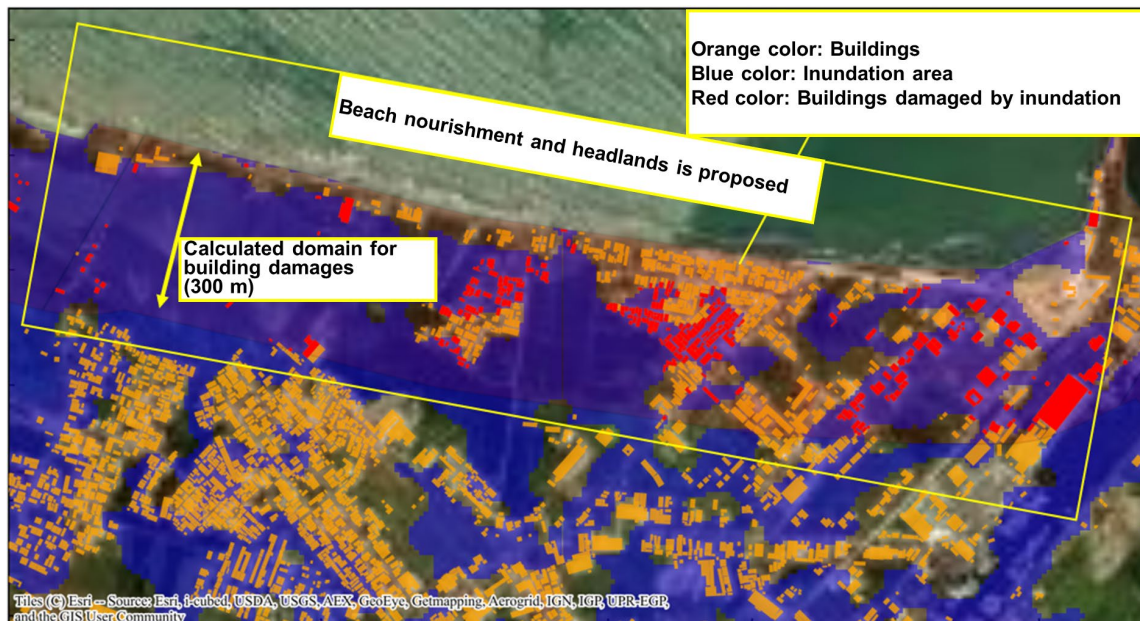 Orange color: Buildings
Blue color: Inundation area
Red color: Buildings damaged by inundation
Beach nourishment and headlands is proposed
Calculated domain for
building damages
(300 m)
Tiles (C) Esri -- Source: Esri, i-cubed, USDA, USGS, AEX, GeoEye, Getmapping, Aerogrid, IGN, IGP, UPR-EGP,
and the GIS User Community